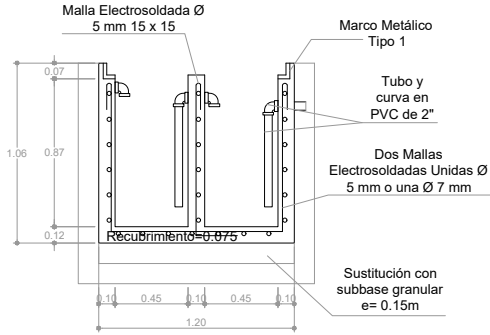 Malla Electrosoldada Ø
5 mm 15 x 15
Marco Metálico
Tipo 1
Tubo y
curva en
PVC de 2"
Dos Mallas
Electrosoldadas Unidas Ø
5 mm o una Ø 7 mm
Sustitución con
subbase granular
e= 0.15m
0.07
1.06
0.87
0.12
Recubrimiento=0.075
0.10
0.45
0.10
0.45
0.10
1.20